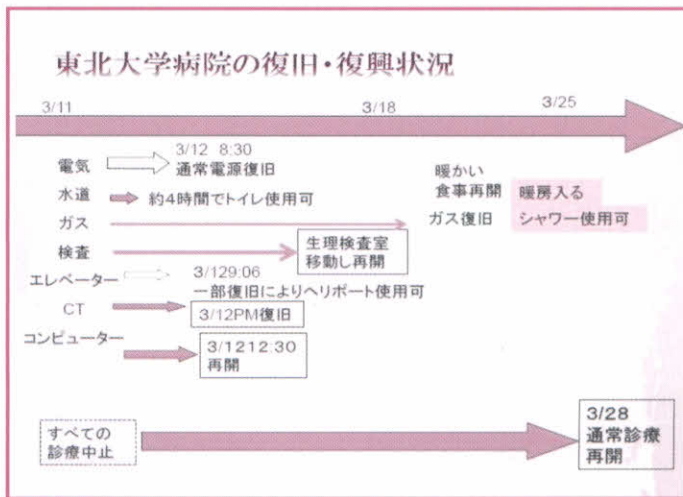 東北大学病院の復旧・復興状況
3/11
3/18
3/25
電気
3/12 8:30
通常電源復旧
水道
約4時間でトイレ使用可
ガス
暖かい
食事再開
暖房入る
ガス復旧
シャワー使用可
検査
生理検査室
移動し再開
エレベーター
3/129:06
一部復旧によりヘリポート使用可
CT
3/12PM復旧
コンピューター
3/1212:30
再開
すべての
診療中止
3/28
通常診療
再開